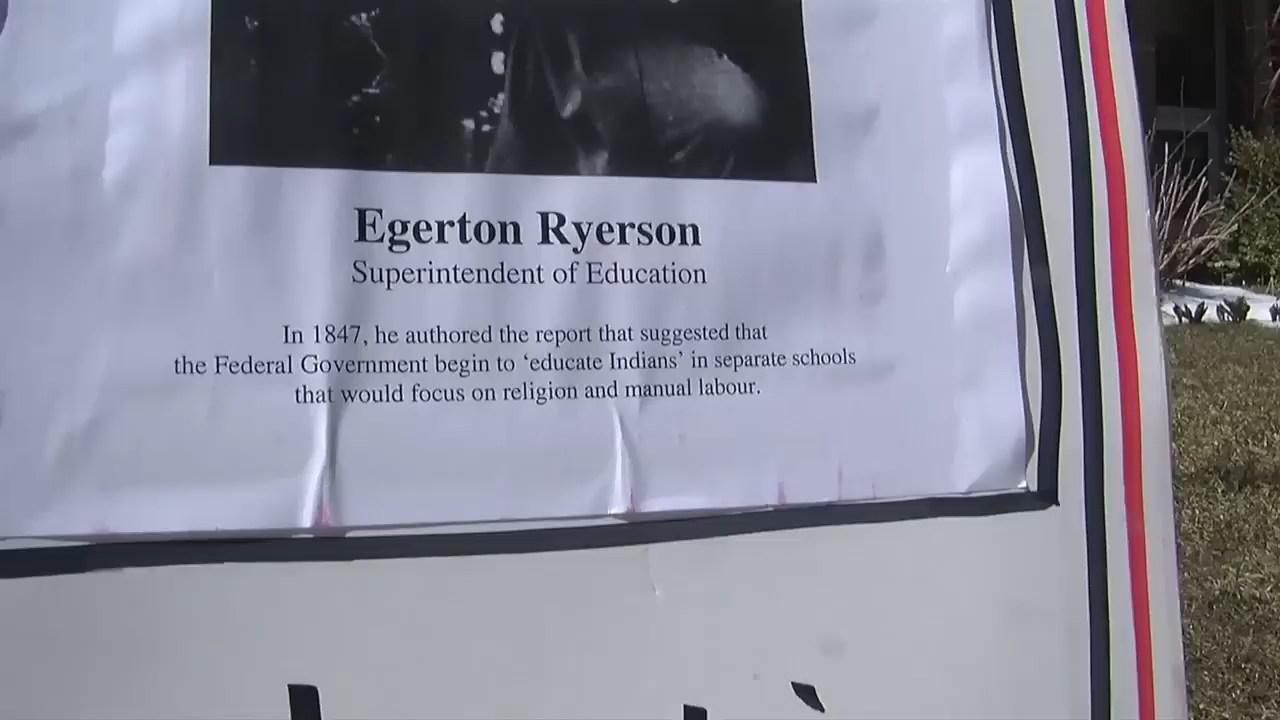 Egerton Ryerson
Superintendent of Education
In 1847, he authored the report that suggested that
the Federal Government begin to ‘educate Indians’ in separate schools
that would focus on religion and manual labour.